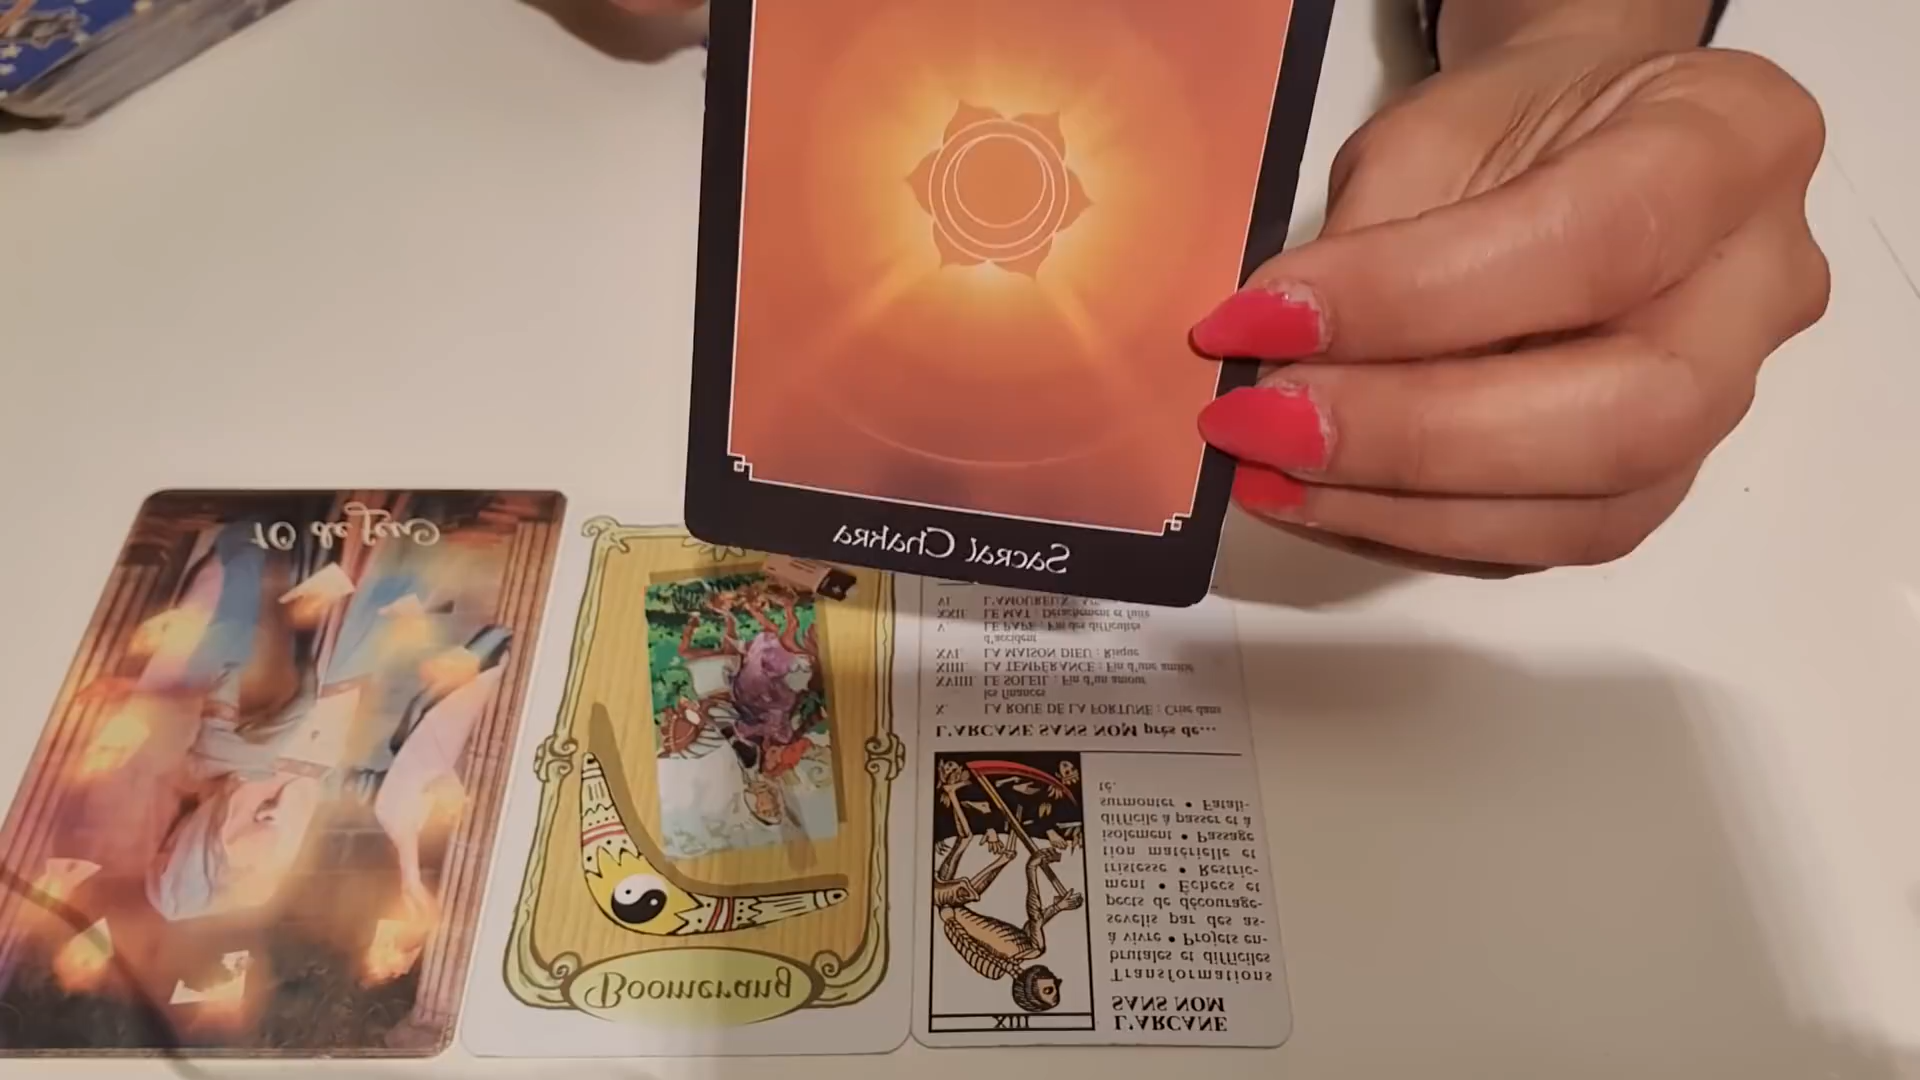 Sacral Chakra
10 de feu
Boomerang
L'ARCANE
SANS NOM
Transformations
brutales et difficiles
à vivre • Projets en-
sevelis par des as-
pects de décourage-
ment • Échecs et
tristesse • Restric-
tion matérielle et
isolement • Passage
difficile à passer et à
surmonter • Fatali-
té.
XIII
L'ARCANE SANS NOM près de...
X. LA ROUE DE LA FORTUNE : Crise dans
les finances
XVIIII. LE SOLEIL : Fin d'un amour
XIIII. LA TEMPERANCE : Fin d'une amitié
XVI. LA MAISON DIEU : Risque
d'accident
V. LE PAPE : Fin des difficultés
XXII. LE MAT : Détachement et fuite
VI. L'AMOUREUX :